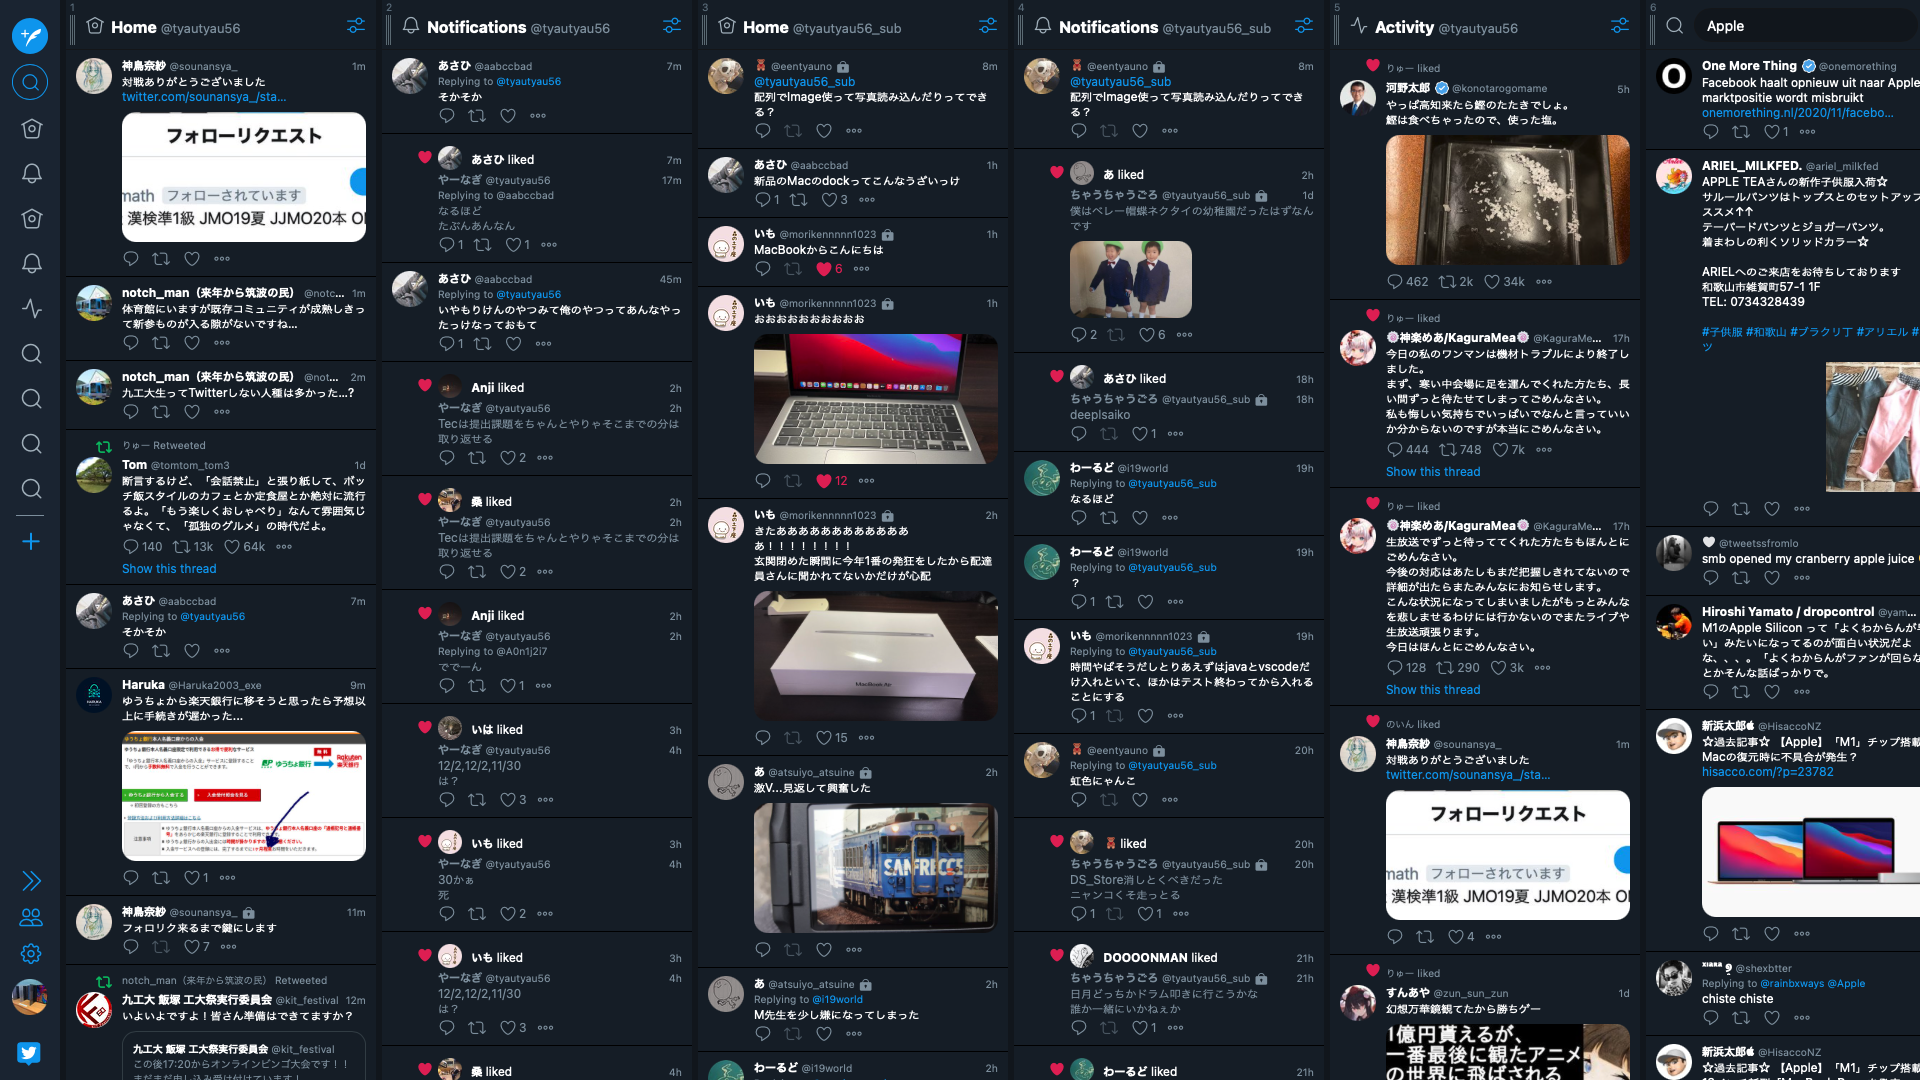 1
Home @tyautyau56
神鳥奈紗 @sounansya_ 1m
対戦ありがとうございました
twitter.com/sounansya_/sta...
フォローリクエスト
math フォローされています
漢検準1級 JMO19夏 JJMO20本
notch_man（来年から筑波の民） @notc... 1m
体育館にいますが既存コミュニティが成熟しきっ
て新参ものが入る隙がないですね...
notch_man（来年から筑波の民） @not... 2m
九工大生ってTwitterしない人種は多かった...?
りゅー Retweeted
Tom @tomtom_tom3 1d
断言するけど、「会話禁止」と張り紙して、ボッ
チ飯スタイルのカフェとか定食屋とか絶対に流行
るよ。「もう楽しくおしゃべり」なんて雰囲気じ
ゃなくて、「孤独のグルメ」の時代だよ。
140 13k 64k
Show this thread
あさひ @aabccbad 7m
Replying to @tyautyau56
そかそか
Haruka @Haruka2003_exe 9m
ゆうちょから楽天銀行に移そうと思ったら予想以
上に手続きが遅かった...
ゆうちょ銀行
Rakuten
楽天銀行
1
神鳥奈紗 @sounansya_ 11m
フォロリク来るまで鍵にします
7
notch_man（来年から筑波の民） Retweeted
九工大 飯塚 工大祭実行委員会 @kit_festival 12m
いよいよですよ！皆さん準備はできてますか？
九工大 飯塚 工大祭実行委員会 @kit_festival
この後17:20からオンラインビンゴ大会です！！
まだまだ申し込み受け付けています！
2
Notifications @tyautyau56
あさひ @aabccbad 7m
Replying to @tyautyau56
そかそか
あさひ liked 7m
やーなぎ @tyautyau56 17m
Replying to @aabccbad
なるほど
たぶんあんなん
1 1
あさひ @aabccbad 45m
Replying to @tyautyau56
いやもりけんのやつみて俺のやつってあんなやっ
たっけなっておもて
1
Anji liked 2h
やーなぎ @tyautyau56 2h
Tecは提出課題をちゃんとやりゃそこまでの分は
取り返せる
2
桑 liked 2h
やーなぎ @tyautyau56 2h
Tecは提出課題をちゃんとやりゃそこまでの分は
取り返せる
2
Anji liked 2h
やーなぎ @tyautyau56 2h
Replying to @A0n1j2i7
ででーん
1
いは liked 3h
やーなぎ @tyautyau56 4h
12/2,12/2,11/30
は？
3
いも liked 3h
やーなぎ @tyautyau56 4h
30かぁ
死
2
いも liked 3h
やーなぎ @tyautyau56 4h
12/2,12/2,11/30
は？
3
桑 liked 4h
3
Home @tyautyau56_sub
@eentyauno 8m
@tyautyau56_sub
配列でImage使って写真読み込んだりってでき
る？
あさひ @aabccbad 1h
新品のMacのdockってこんなうざいっけ
1 3
いも @morikennnnn1023 1h
MacBookからこんにちは
6
いも @morikennnnn1023 1h
おおおおおおおおおお
12
いも @morikennnnn1023 2h
きたあああああああああああ
あ！！！！！！！！
玄関閉めた瞬間に今年1番の発狂をしたから配達
員さんに聞かれてないかだけが心配
MacBook Air
15
あ @atsuiyo_atsuine 2h
激V...見返して興奮した
SANFRECCE
あ @atsuiyo_atsuine 2h
Replying to @i19world
M先生を少し嫌になってしまった
わーるど @i19world 2h
4
Notifications @tyautyau56_sub
@eentyauno 8m
@tyautyau56_sub
配列でImage使って写真読み込んだりってでき
る？
あ liked 2h
ちゃうちゃうごろ @tyautyau56_sub 1d
僕はベレー帽蝶ネクタイの幼稚園だったはずなん
です
2 6
あさひ liked 18h
ちゃうちゃうごろ @tyautyau56_sub 18h
deeplsaiko
1
わーるど @i19world 19h
Replying to @tyautyau56_sub
なるほど
わーるど @i19world 19h
Replying to @tyautyau56_sub
？
1
いも @morikennnnn1023 19h
Replying to @tyautyau56_sub
時間やばそうだしとりあえずはjavaとvscodeだ
け入れといて、ほかはテスト終わってから入れる
ことにする
1
@eentyauno 20h
Replying to @tyautyau56_sub
虹色にゃんこ
liked 20h
ちゃうちゃうごろ @tyautyau56_sub 20h
DS_Store消しとくべきだった
ニャンコくそ走っとる
1 1
DOOOONMAN liked 21h
ちゃうちゃうごろ @tyautyau56_sub 21h
日月どっちかドラム叩きに行こうかな
誰か一緒にいかねぇか
1
わーるど liked 21h
5
Activity @tyautyau56
りゅー liked
河野太郎 @konotarogomame 5h
やっぱ高知来たら鰹のたたきでしょ。
鰹は食べちゃったので、使った塩。
462 2k 34k
りゅー liked
神楽めあ/KaguraMea @KaguraMe... 17h
今日の私のワンマンは機材トラブルにより終了し
ました。
まず、寒い中会場に足を運んでくれた方たち、長
い間ずっと待たせてしまってごめんなさい。
私も悔しい気持ちでいっぱいでなんと言っていい
か分からないのですが本当にごめんなさい。
444 748 7k
Show this thread
りゅー liked
神楽めあ/KaguraMea @KaguraMe... 17h
生放送でずっと待っててくれた方たちもほんとに
ごめんなさい。
今後の対応はあたしもまだ把握しきれてないので
詳細が出たらまたみんなにお知らせします。
こんな状況になってしまいましたがもっとみんな
を悲しませるわけには行かないのでまたライブや
生放送頑張ります。
今日はほんとにごめんなさい。
128 290 3k
Show this thread
のいん liked
神鳥奈紗 @sounansya_ 1m
対戦ありがとうございました
twitter.com/sounansya_/sta...
フォローリクエスト
math フォローされています
漢検準1級 JMO19夏 JJMO20本
4
りゅー liked
すんあや @zun_sun_zun 1d
幻想万華鏡観てたから勝ちゲー
1億円貰えるが、
一番最後に観たアニメ
の世界に飛ばされる
6
Apple
One More Thing @onemorething
Facebook haalt opnieuw uit naar Apple
marktpositie wordt misbruikt
onemorething.nl/2020/11/facebo...
1
ARIEL_MILKFED. @ariel_milkfed
APPLE TEAさんの新作子供服入荷☆
サルールパンツはトップスとのセットアップ
ススメ↑↑
テーパードパンツとジョガーパンツ。
着まわしの利くソリッドカラー☆
ARIELへのご来店をお待ちしております
和歌山市雑賀町57-1 1F
TEL: 0734328439
#子供服 #和歌山 #ブラクリ丁 #アリエル #
ツ
@tweetssfromlo
smb opened my cranberry apple juice
Hiroshi Yamato / dropcontrol @yam...
M1のApple Silicon って「よくわからんが
い」みたいになってるのが面白い状況だよ
な、、、。「よくわからんがファンが回らな
とかそんな話ばっかりで。
新浜太郎 @HisaccoNZ
☆過去記事☆ 【Apple】「M1」チップ搭載
Macの復元時に不具合が発生？
hisacco.com/?p=23782
@shexbtter
Replying to @rainbxways @Apple
chiste chiste
新浜太郎 @HisaccoNZ
☆過去記事☆ 【Apple】「M1」チップ搭載